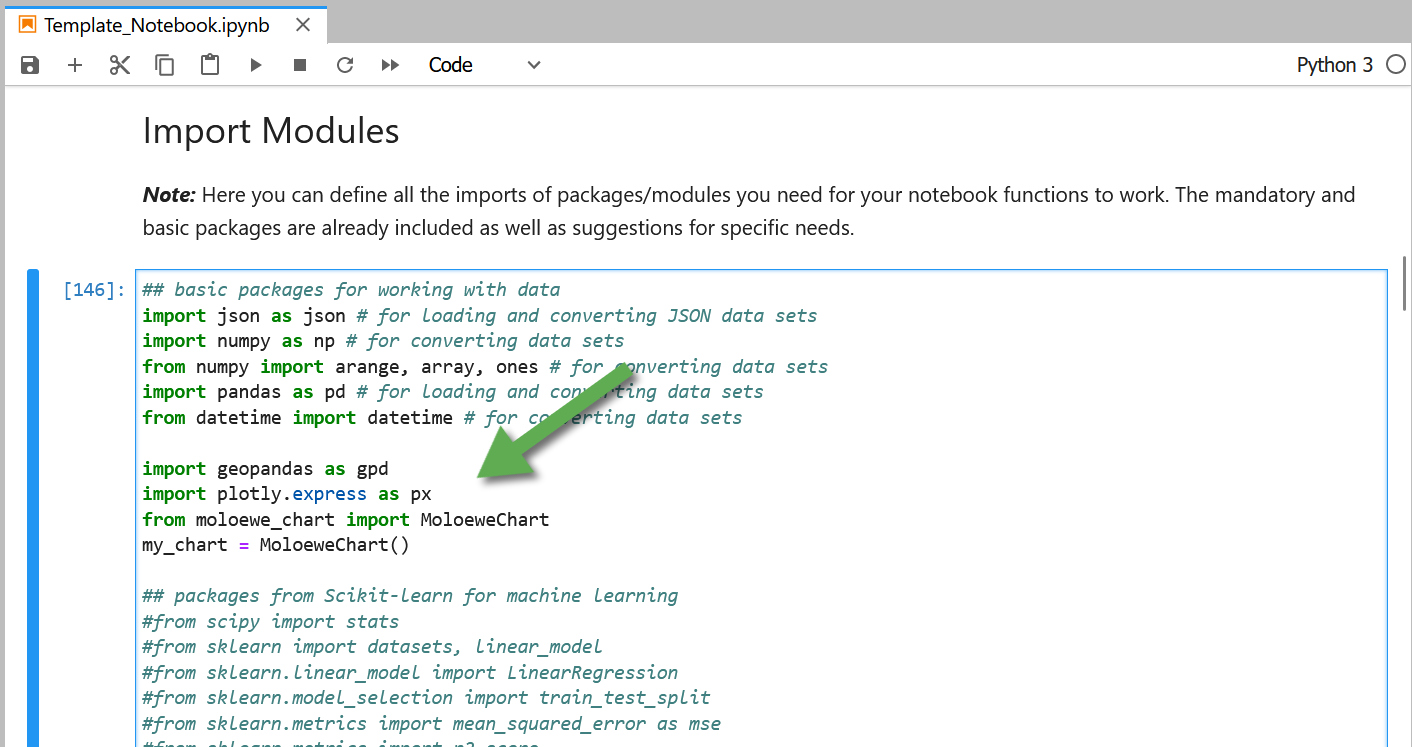 Template_Notebook.ipynb
Code
Python 3
Import Modules
Note: Here you can define all the imports of packages/modules you need for your notebook functions to work. The mandatory and
basic packages are already included as well as suggestions for specific needs.
[146]:
## basic packages for working with data
import json as json # for loading and converting JSON data sets
import numpy as np # for converting data sets
from numpy import arange, array, ones # for converting data sets
import pandas as pd # for loading and converting data sets
from datetime import datetime # for converting data sets
import geopandas as gpd
import plotly.express as px
from moloewe_chart import MoloeweChart
my_chart = MoloeweChart()
## packages from Scikit-learn for machine learning
#from scipy import stats
#from sklearn import datasets, linear_model
#from sklearn.linear_model import LinearRegression
#from sklearn.model_selection import train_test_split
#from sklearn.metrics import mean_squared_error as mse
#from sklearn.metrics import r2_score